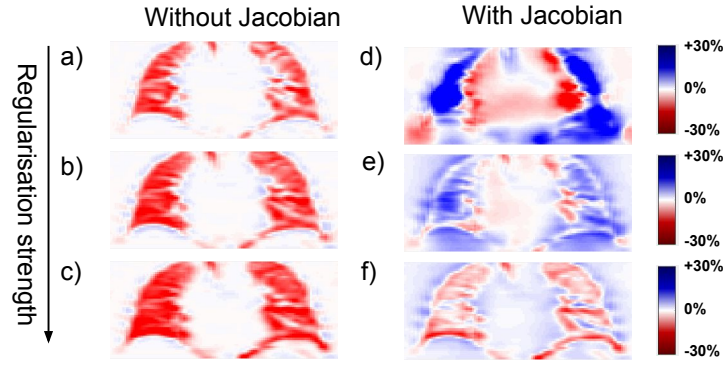 Without Jacobian
With Jacobian
Regularisation strength
a)
d)
+30%
0%
-30%
b)
e)
+30%
0%
-30%
c)
f)
+30%
0%
-30%